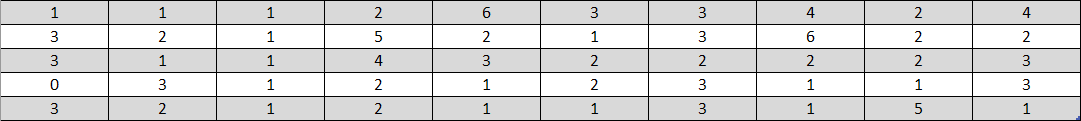 1 1 1 2 6 3 3 4 2 4
3 2 1 5 2 1 3 6 2 2
3 1 1 4 3 2 2 2 2 3
0 3 1 2 1 2 3 1 1 3
3 2 1 2 1 1 3 1 5 1